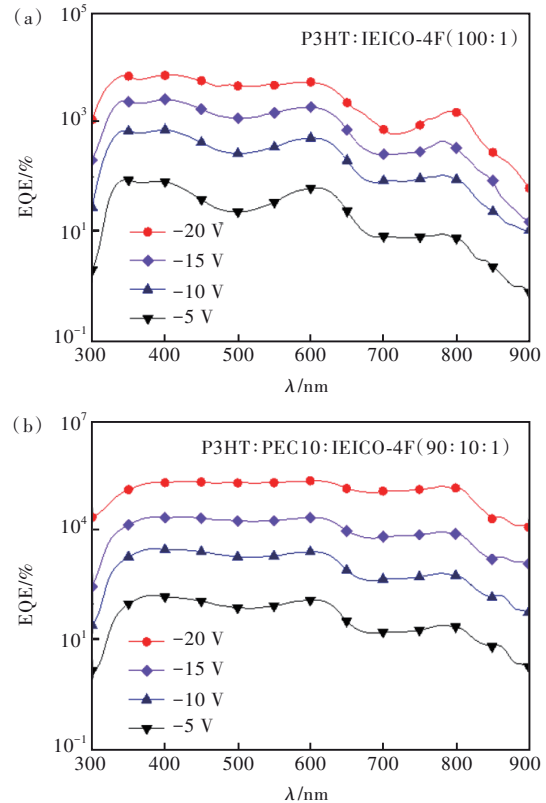 (a)
P3HT:IEICO-4F(100:1)
10^5
10^3
10^1
10^-1
EQE/%
-20 V
-15 V
-10 V
-5 V
300 400 500 600 700 800 900
λ/nm
(b)
P3HT:PEC10:IEICO-4F(90:10:1)
10^7
10^4
10^1
10^-1
EQE/%
-20 V
-15 V
-10 V
-5 V
300 400 500 600 700 800 900
λ/nm